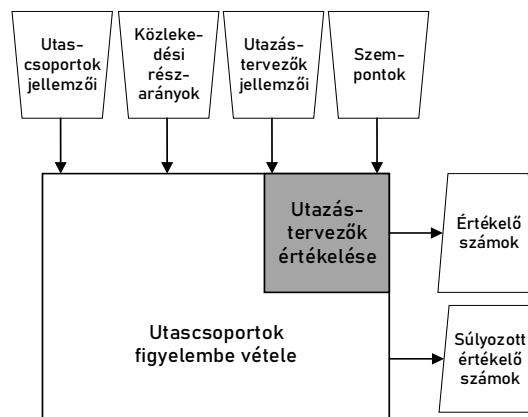 Utas-
csoportok
jellemzői
Közleke-
dési
rész-
arányok
Utazás-
tervezők
jellemzői
Szem-
pontok
Utazás-
tervezők
értékelése
Értékelő
számok
Utascsoportok
figyelembe vétele
Súlyozott
értékelő
számok